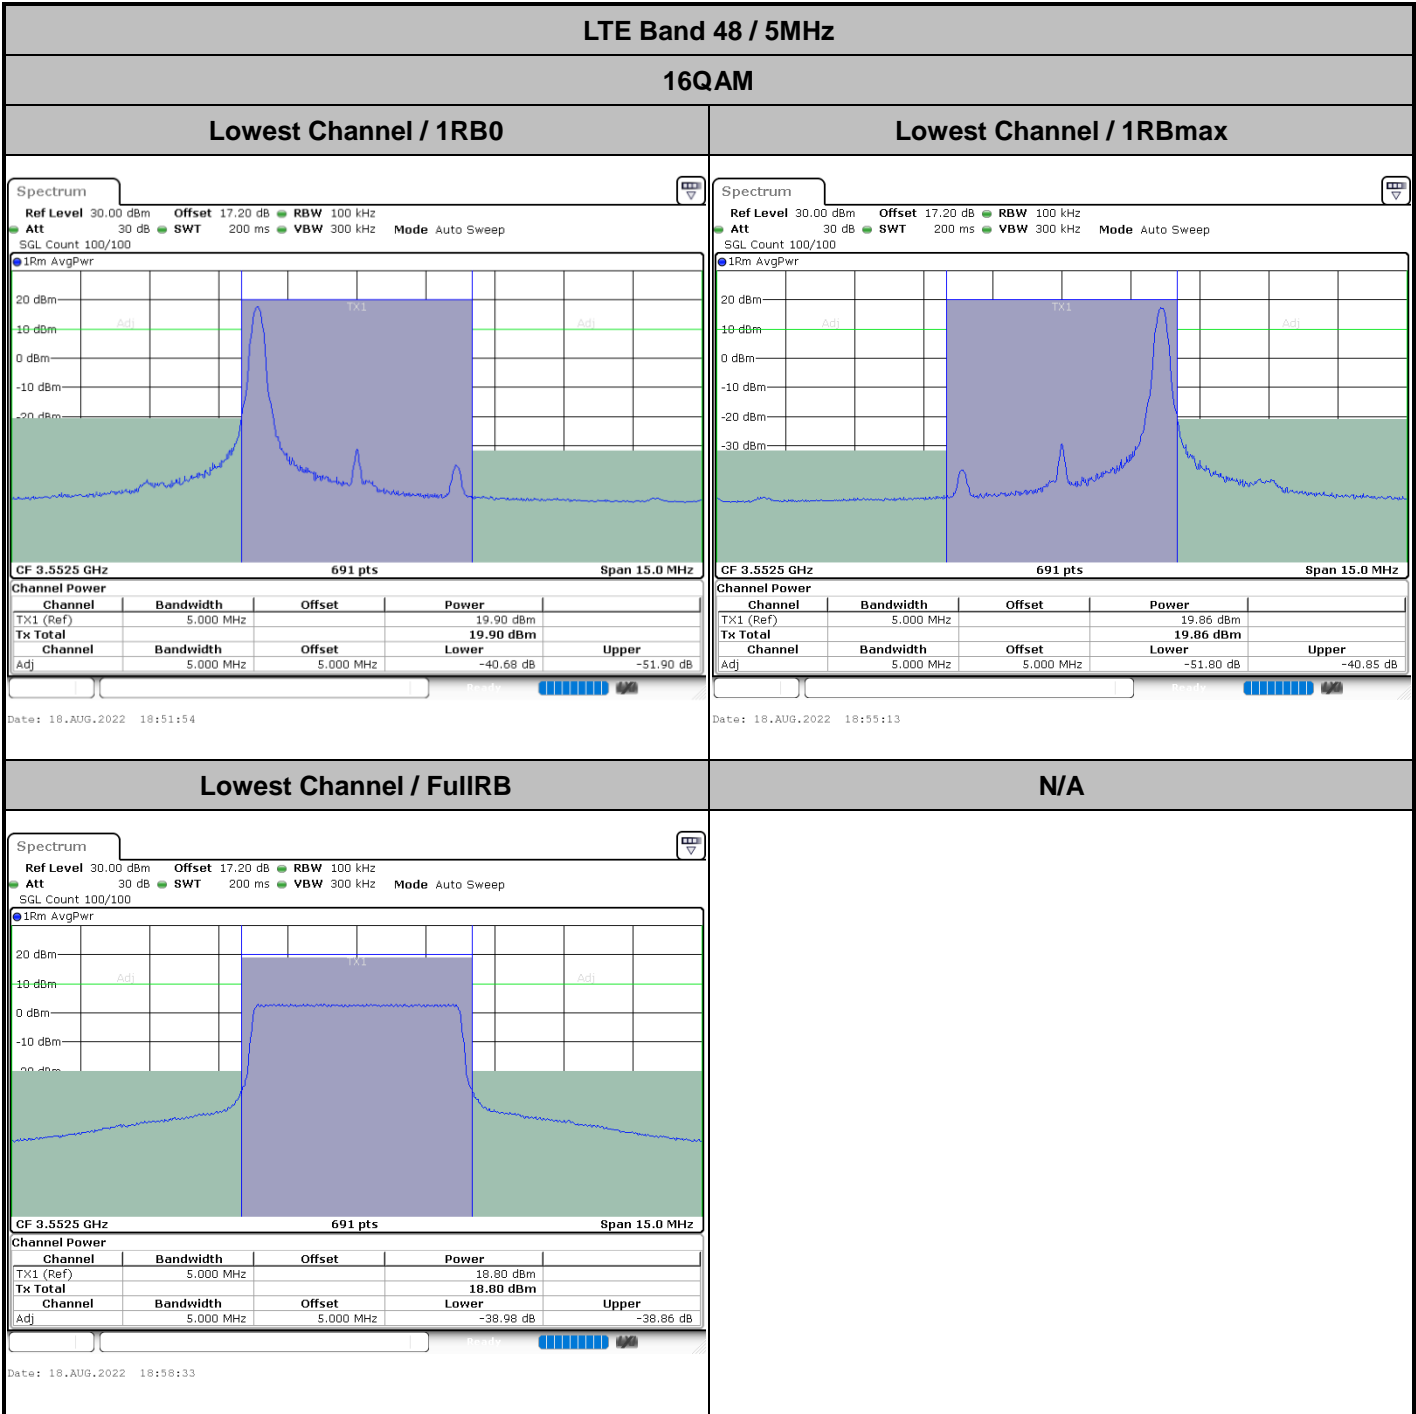 LTE Band 48 / 5MHz
16QAM
Lowest Channel / 1RB0
Lowest Channel / 1RBmax
Spectrum
Ref Level 30.00 dBm Offset 17.20 dB RBW 100 kHz
Att 30 dB SWT 200 ms VBW 300 kHz Mode Auto Sweep
SGL Count 100/100
1Rm AvgPwr
TX1
Adj
Adj
20 dBm
10 dBm
0 dBm
-10 dBm
-20 dBm
CF 3.5525 GHz 691 pts Span 15.0 MHz
Channel Power
Channel Bandwidth Offset Power
TX1 (Ref) 5.000 MHz 19.90 dBm
Tx Total 19.90 dBm
Channel Bandwidth Offset Lower Upper
Adj 5.000 MHz 5.000 MHz -40.68 dB -51.90 dB
Ready
Date: 18.AUG.2022 18:51:54
Spectrum
Ref Level 30.00 dBm Offset 17.20 dB RBW 100 kHz
Att 30 dB SWT 200 ms VBW 300 kHz Mode Auto Sweep
SGL Count 100/100
1Rm AvgPwr
TX1
Adj
Adj
20 dBm
10 dBm
0 dBm
-10 dBm
-20 dBm
-30 dBm
CF 3.5525 GHz 691 pts Span 15.0 MHz
Channel Power
Channel Bandwidth Offset Power
TX1 (Ref) 5.000 MHz 19.86 dBm
Tx Total 19.86 dBm
Channel Bandwidth Offset Lower Upper
Adj 5.000 MHz 5.000 MHz -51.80 dB -40.85 dB
Ready
Date: 18.AUG.2022 18:55:13
Lowest Channel / FullRB
N/A
Spectrum
Ref Level 30.00 dBm Offset 17.20 dB RBW 100 kHz
Att 30 dB SWT 200 ms VBW 300 kHz Mode Auto Sweep
SGL Count 100/100
1Rm AvgPwr
TX1
Adj
Adj
20 dBm
10 dBm
0 dBm
-10 dBm
-20 dBm
CF 3.5525 GHz 691 pts Span 15.0 MHz
Channel Power
Channel Bandwidth Offset Power
TX1 (Ref) 5.000 MHz 18.80 dBm
Tx Total 18.80 dBm
Channel Bandwidth Offset Lower Upper
Adj 5.000 MHz 5.000 MHz -38.98 dB -38.86 dB
Ready
Date: 18.AUG.2022 18:58:33